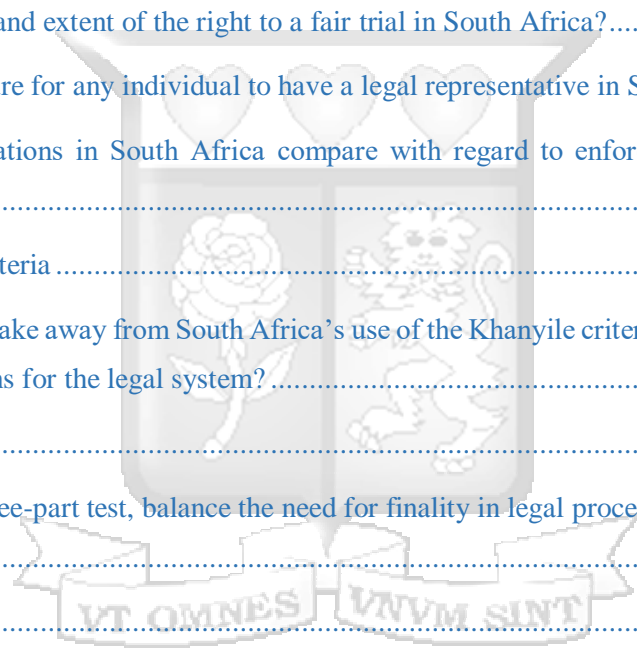 and extent of the right to a fair trial in South Africa?....
re for any individual to have a legal representative in S
ations in South Africa compare with regard to enfor
........................................................................
teria........................................................................
ake away from South Africa's use of the Khanyile criter
ns for the legal system?........................................................
........................................................................
ee-part test, balance the need for finality in legal proce
........................................................................
VT OMNES VNVM SINT
........................................................................